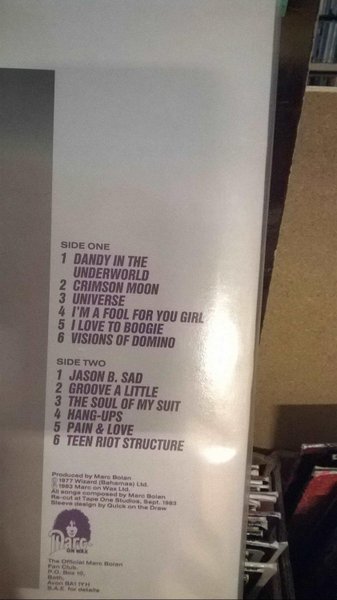 SIDE ONE
1 DANDY IN THE
UNDERWORLD
2 CRIMSON MOON
3 UNIVERSE
4 I'M A FOOL FOR YOU GIRL
5 I LOVE TO BOOGIE
6 VISIONS OF DOMINO
SIDE TWO
1 JASON B. SAD
2 GROOVE A LITTLE
3 THE SOUL OF MY SUIT
4 HANG-UPS
5 PAIN & LOVE
6 TEEN RIOT STRUCTURE
Produced by Marc Bolan
℗ 1977 Wizard (Bahamas) Ltd.
© 1983 Marc on Wax Ltd.
All songs composed by Marc Bolan
Re-cut at Tape One Studios, Sept. 1983
Sleeve design by Quick on the Draw
Marc
ON WAX
The Official Marc Bolan
Fan Club.
P.O. Box 10,
Bath,
Avon BA1 1YH
S.A.E. for details